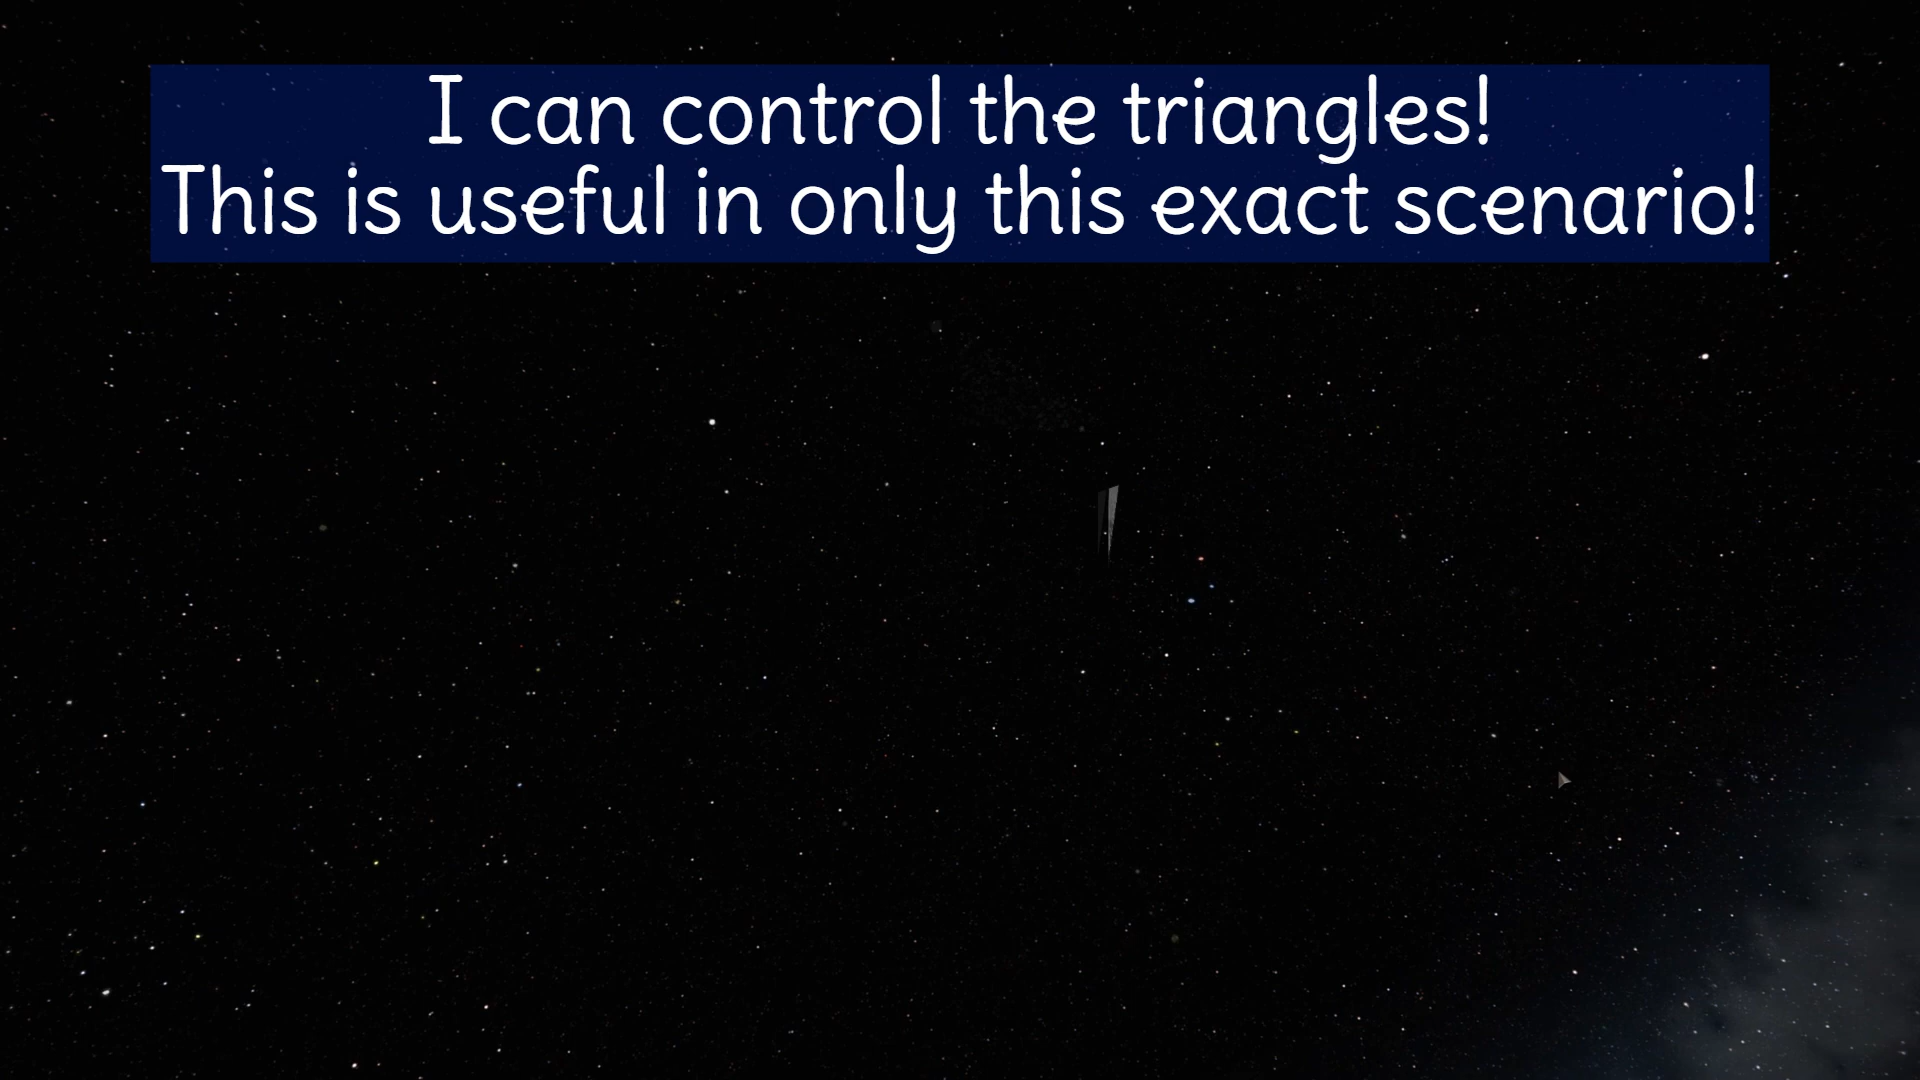 I can control the triangles!
This is useful in only this exact scenario!